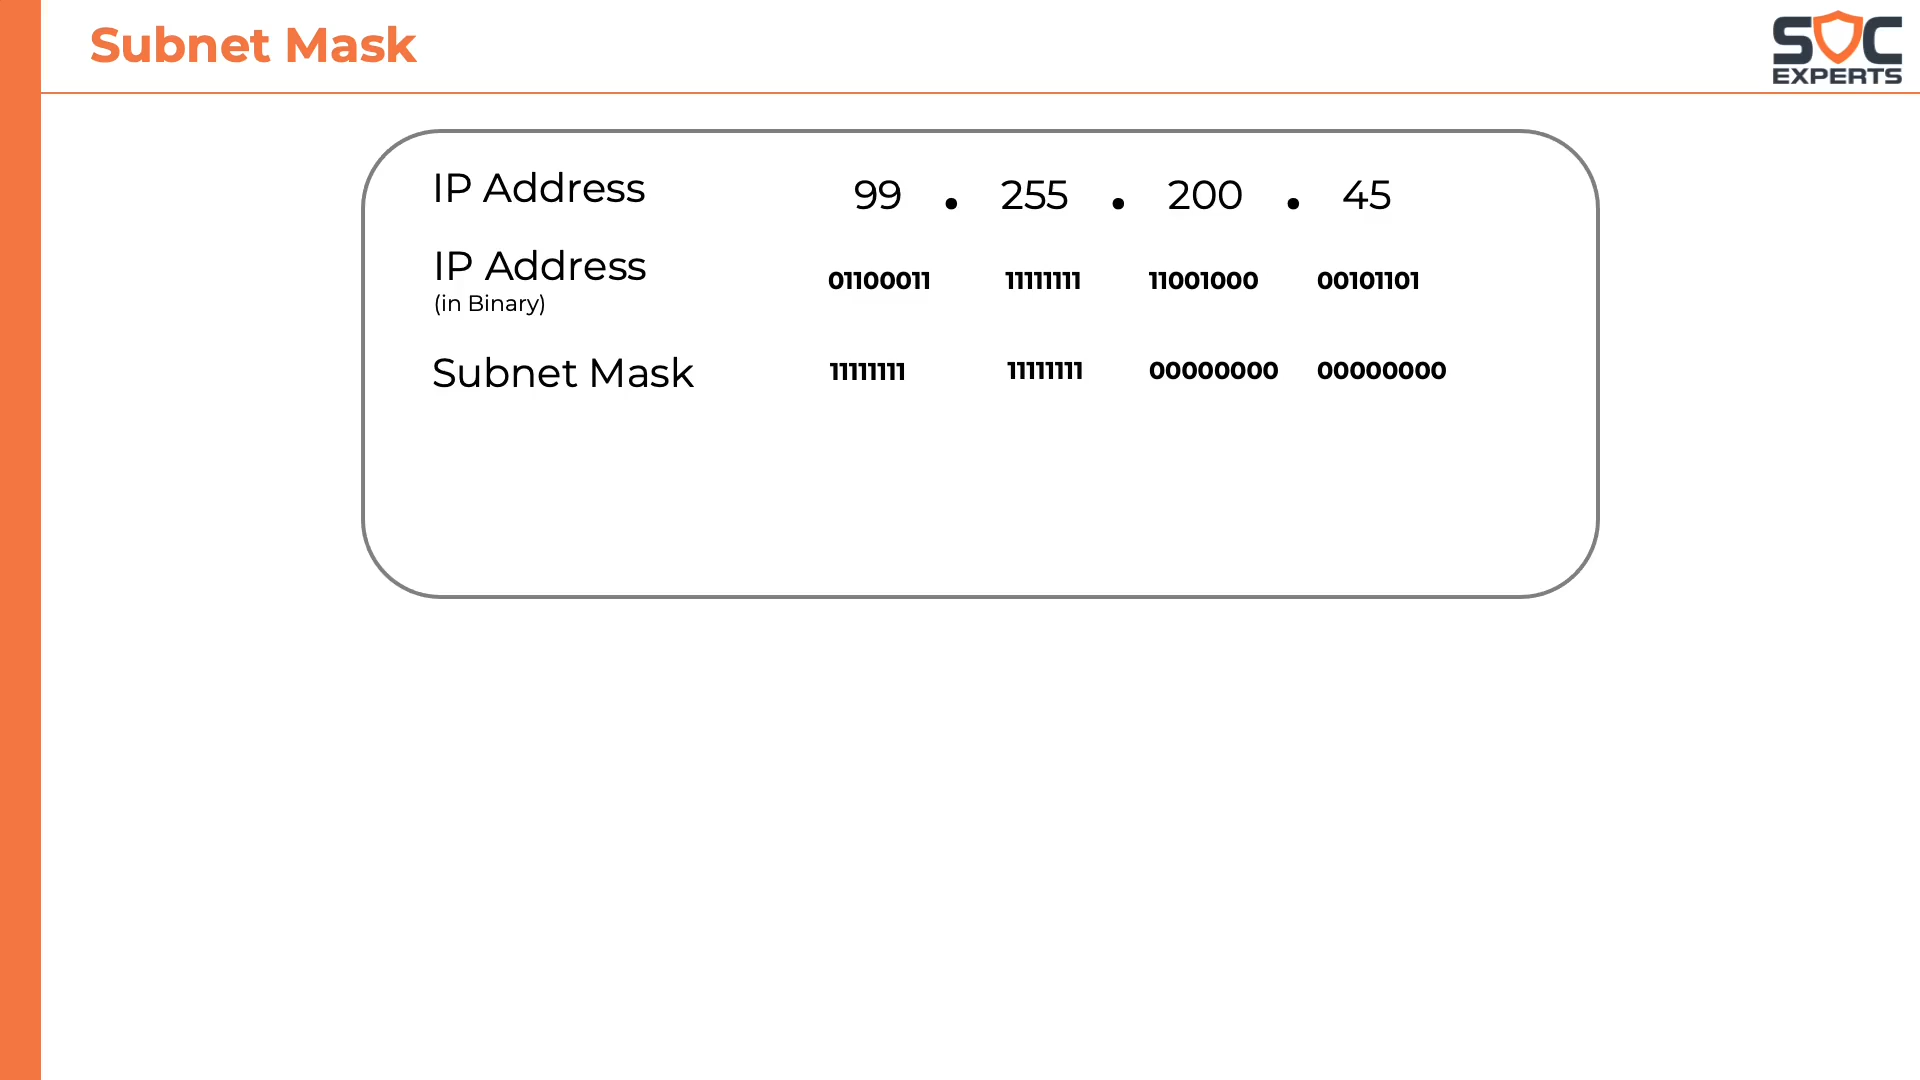 Subnet Mask
SOC
EXPERTS
IP Address 99 . 255 . 200 . 45
IP Address 01100011 11111111 11001000 00101101
(in Binary)
Subnet Mask 11111111 11111111 00000000 00000000